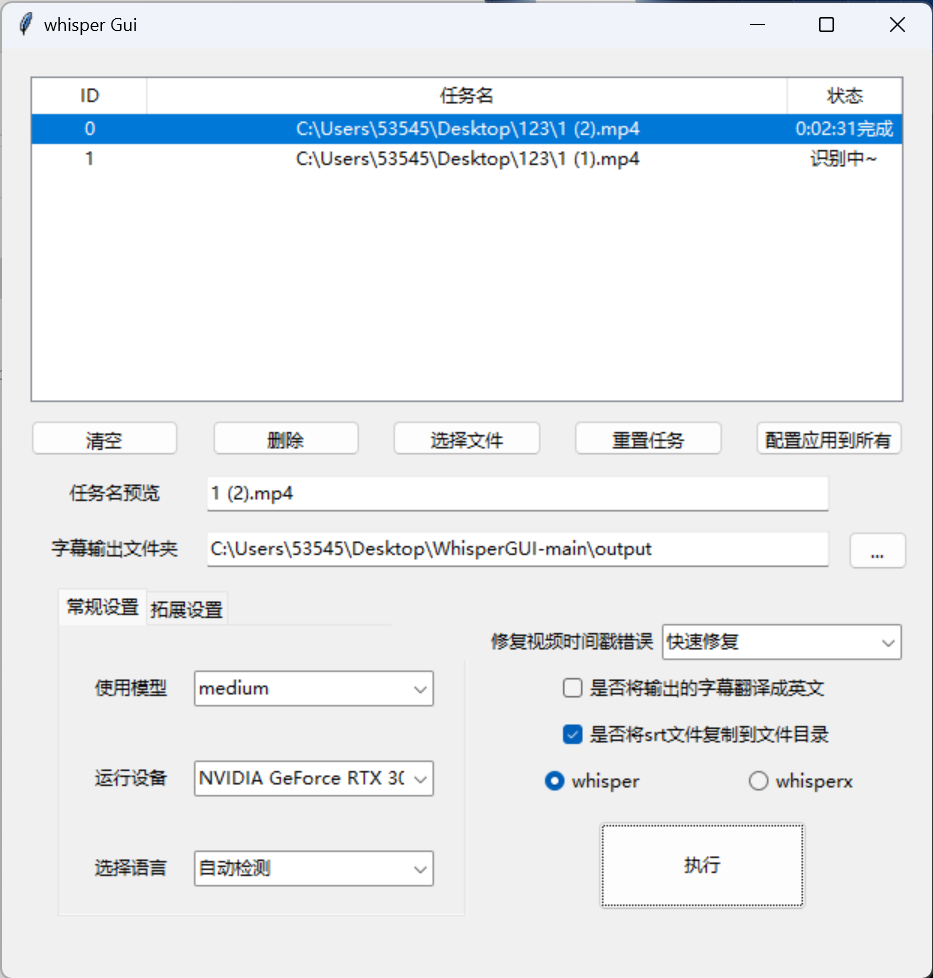 whisper Gui
ID 任务名 状态
0 C:\Users\53545\Desktop\123\1 (2).mp4 0:02:31完成
1 C:\Users\53545\Desktop\123\1 (1).mp4 识别中~
清空 删除 选择文件 重置任务 配置应用到所有
任务名预览 1 (2).mp4
字幕输出文件夹 C:\Users\53545\Desktop\WhisperGUI-main\output ...
常规设置 拓展设置
修复视频时间戳错误 快速修复
使用模型 medium
是否将输出的字幕翻译成英文
是否将srt文件复制到文件目录
运行设备 NVIDIA GeForce RTX 30
whisper whisperx
选择语言 自动检测
执行